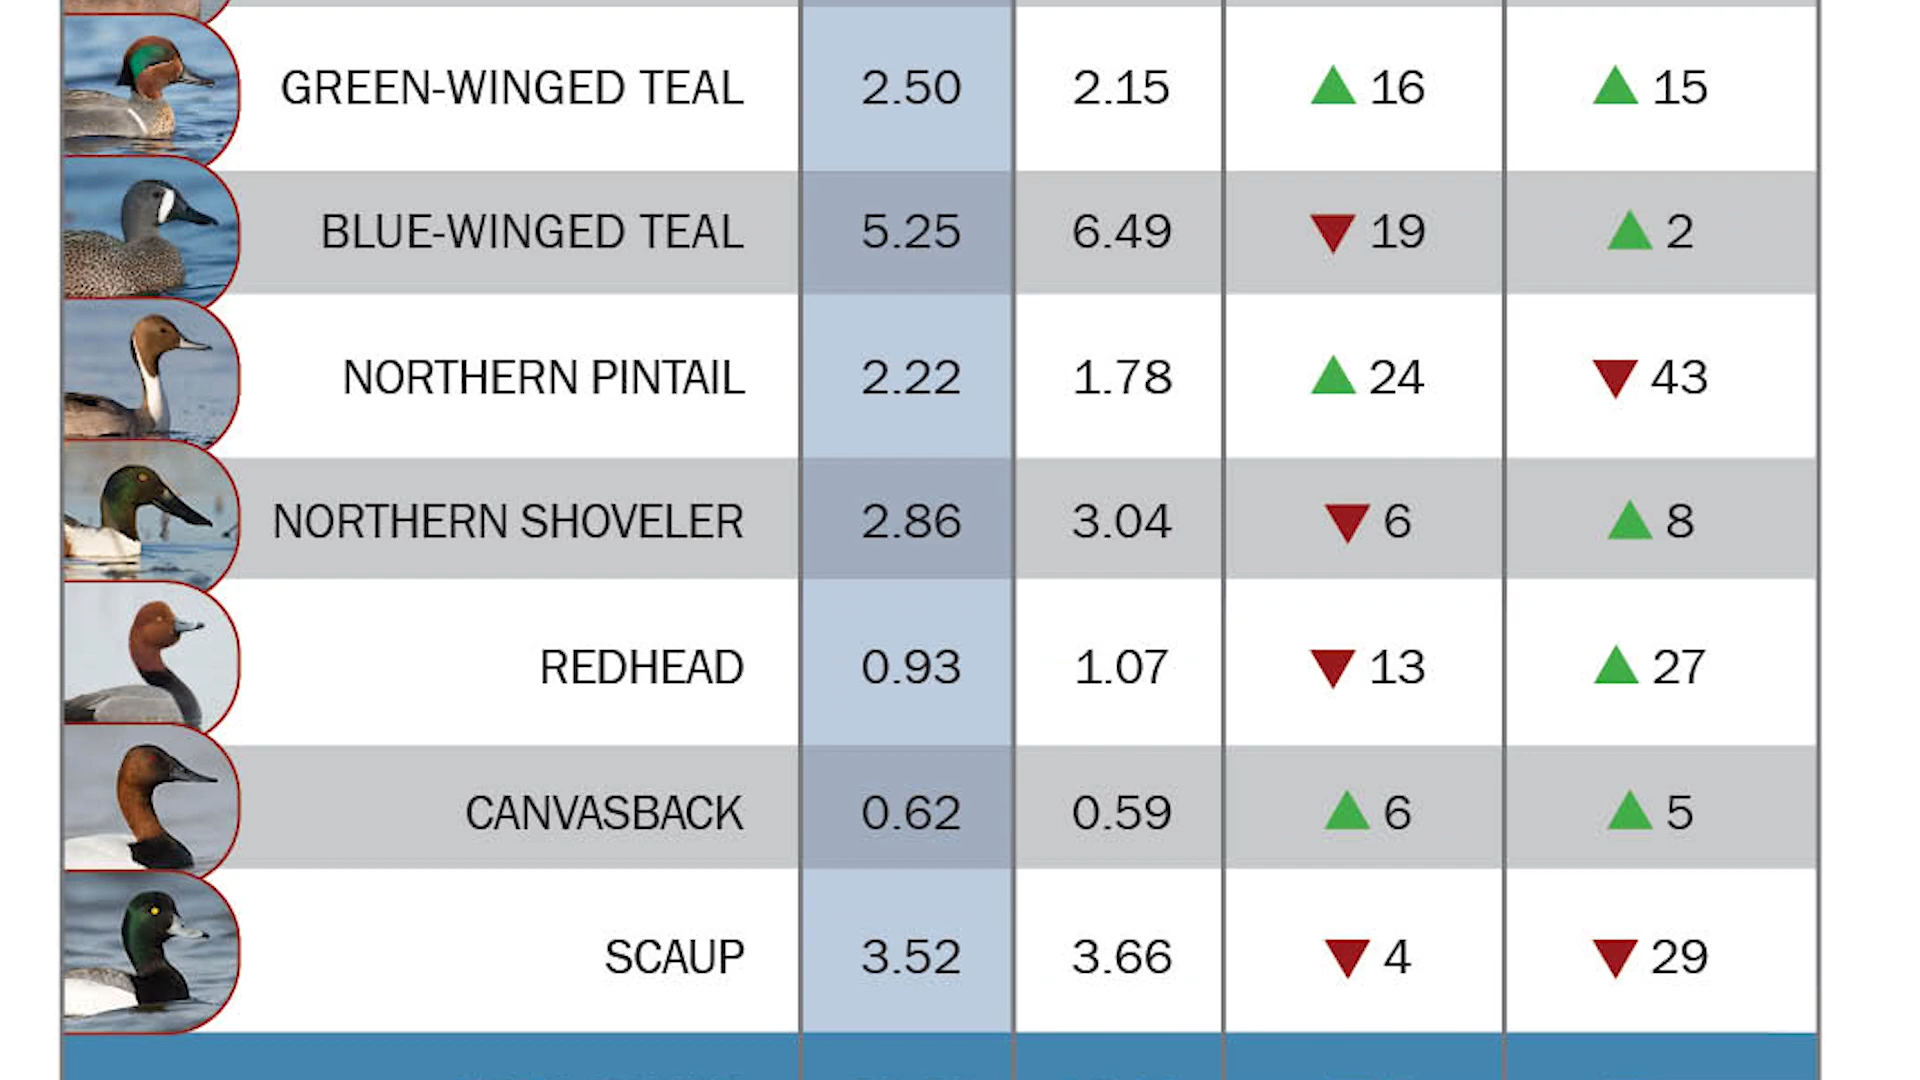 GREEN-WINGED TEAL 2.50 2.15 ▲ 16 ▲ 15
BLUE-WINGED TEAL 5.25 6.49 ▼ 19 ▲ 2
NORTHERN PINTAIL 2.22 1.78 ▲ 24 ▼ 43
NORTHERN SHOVELER 2.86 3.04 ▼ 6 ▲ 8
REDHEAD 0.93 1.07 ▼ 13 ▲ 27
CANVASBACK 0.62 0.59 ▲ 6 ▲ 5
SCAUP 3.52 3.66 ▼ 4 ▼ 29